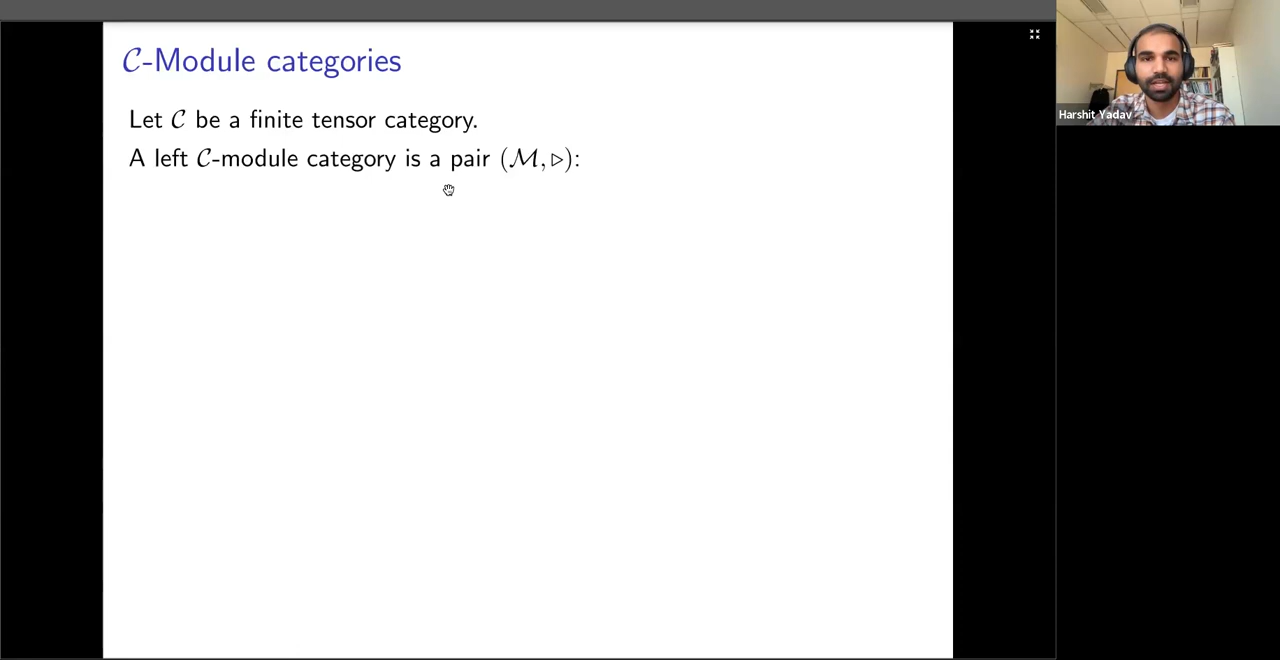 𝒞-Module categories
Let 𝒞 be a finite tensor category.
A left 𝒞-module category is a pair (ℳ, ▷):
Harshit Yadav